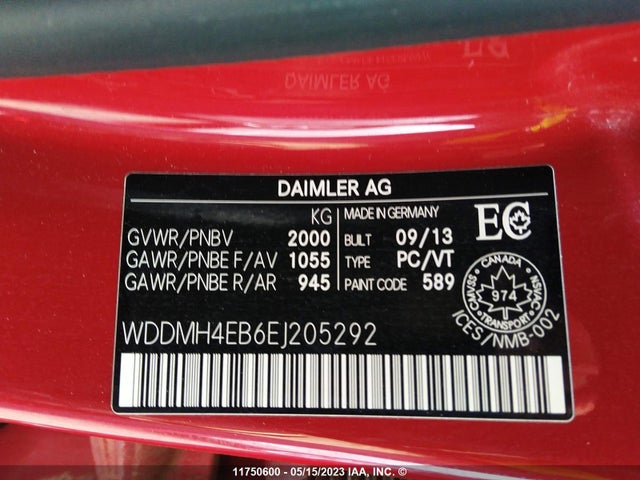 DAIMLER AG
DAIMLER AG
KG
MADE IN GERMANY
EC
GVWR/PNBV 2000
BUILT 09/13
GAWR/PNBE F/AV 1055
TYPE PC/VT
GAWR/PNBE R/AR 945
PAINT CODE 589
CANADA
SVMAC
974
NSVAC
TRANSPORT
ICES/NMB-002
WDDMH4EB6EJ205292
11750600 - 05/15/2023 IAA, INC. ©